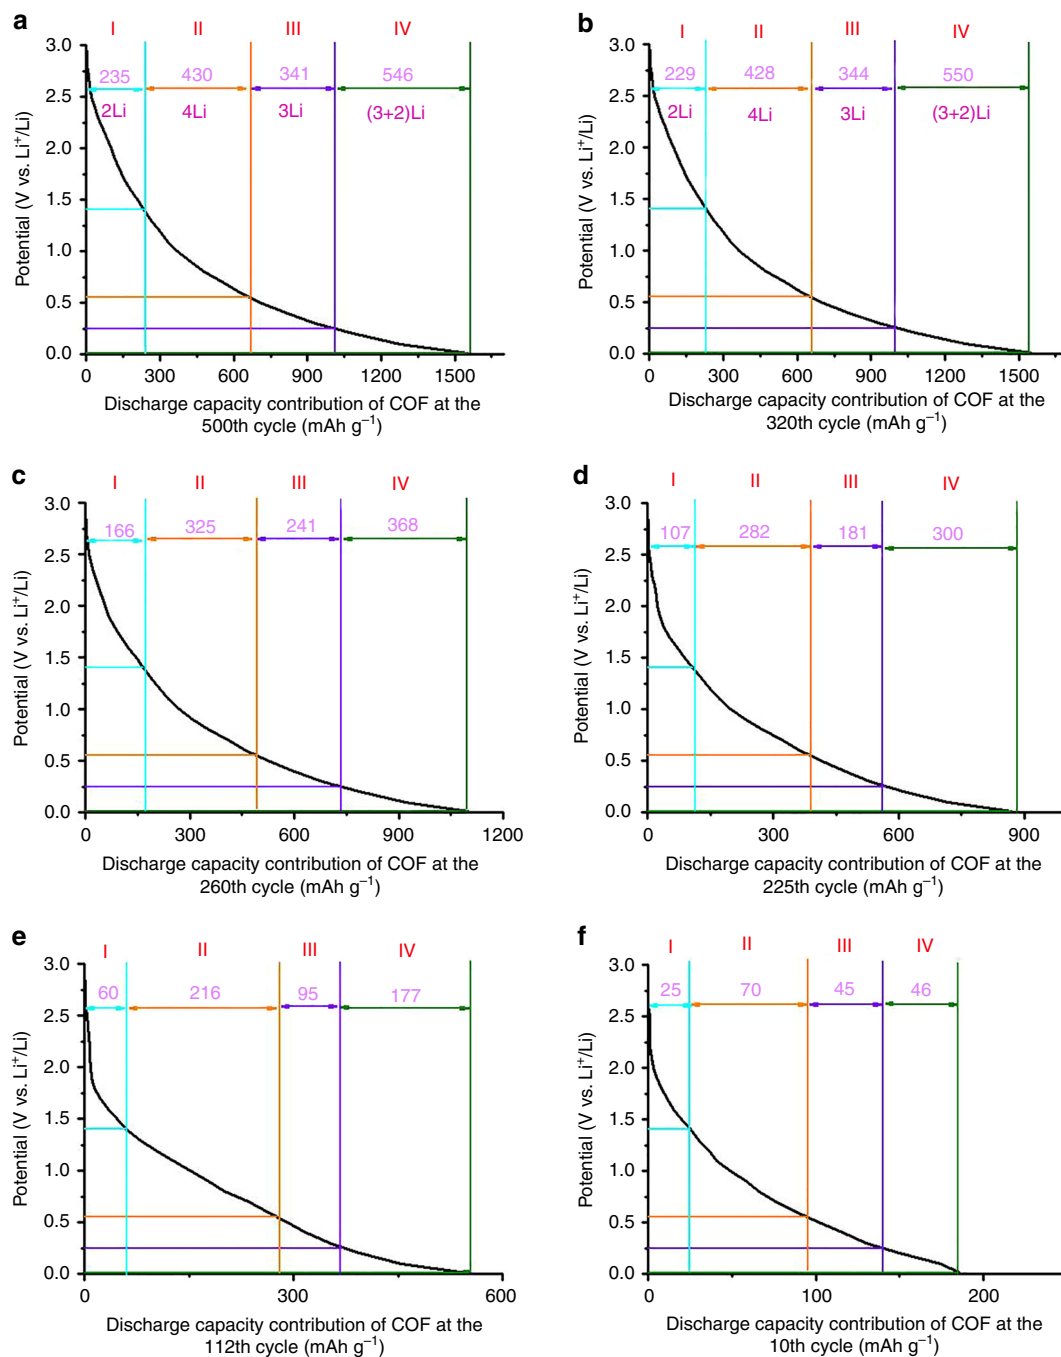 a
I II III IV
3.0
235 430 341 546
2.5
2Li 4Li 3Li (3+2)Li
2.0
1.5
1.0
0.5
0.0
0 300 600 900 1200 1500
Potential (V vs. Li⁺/Li)
Discharge capacity contribution of COF at the
500th cycle (mAh g⁻¹)
b
I II III IV
3.0
229 428 344 550
2.5
2Li 4Li 3Li (3+2)Li
2.0
1.5
1.0
0.5
0.0
0 300 600 900 1200 1500
Potential (V vs. Li⁺/Li)
Discharge capacity contribution of COF at the
320th cycle (mAh g⁻¹)
c
I II III IV
3.0
166 325 241 368
2.5
2.0
1.5
1.0
0.5
0.0
0 300 600 900 1200
Potential (V vs. Li⁺/Li)
Discharge capacity contribution of COF at the
260th cycle (mAh g⁻¹)
d
I II III IV
3.0
107 282 181 300
2.5
2.0
1.5
1.0
0.5
0.0
0 300 600 900
Potential (V vs. Li⁺/Li)
Discharge capacity contribution of COF at the
225th cycle (mAh g⁻¹)
e
I II III IV
3.0
60 216 95 177
2.5
2.0
1.5
1.0
0.5
0.0
0 300 600
Potential (V vs. Li⁺/Li)
Discharge capacity contribution of COF at the
112th cycle (mAh g⁻¹)
f
I II III IV
3.0
25 70 45 46
2.5
2.0
1.5
1.0
0.5
0.0
0 100 200
Potential (V vs. Li⁺/Li)
Discharge capacity contribution of COF at the
10th cycle (mAh g⁻¹)